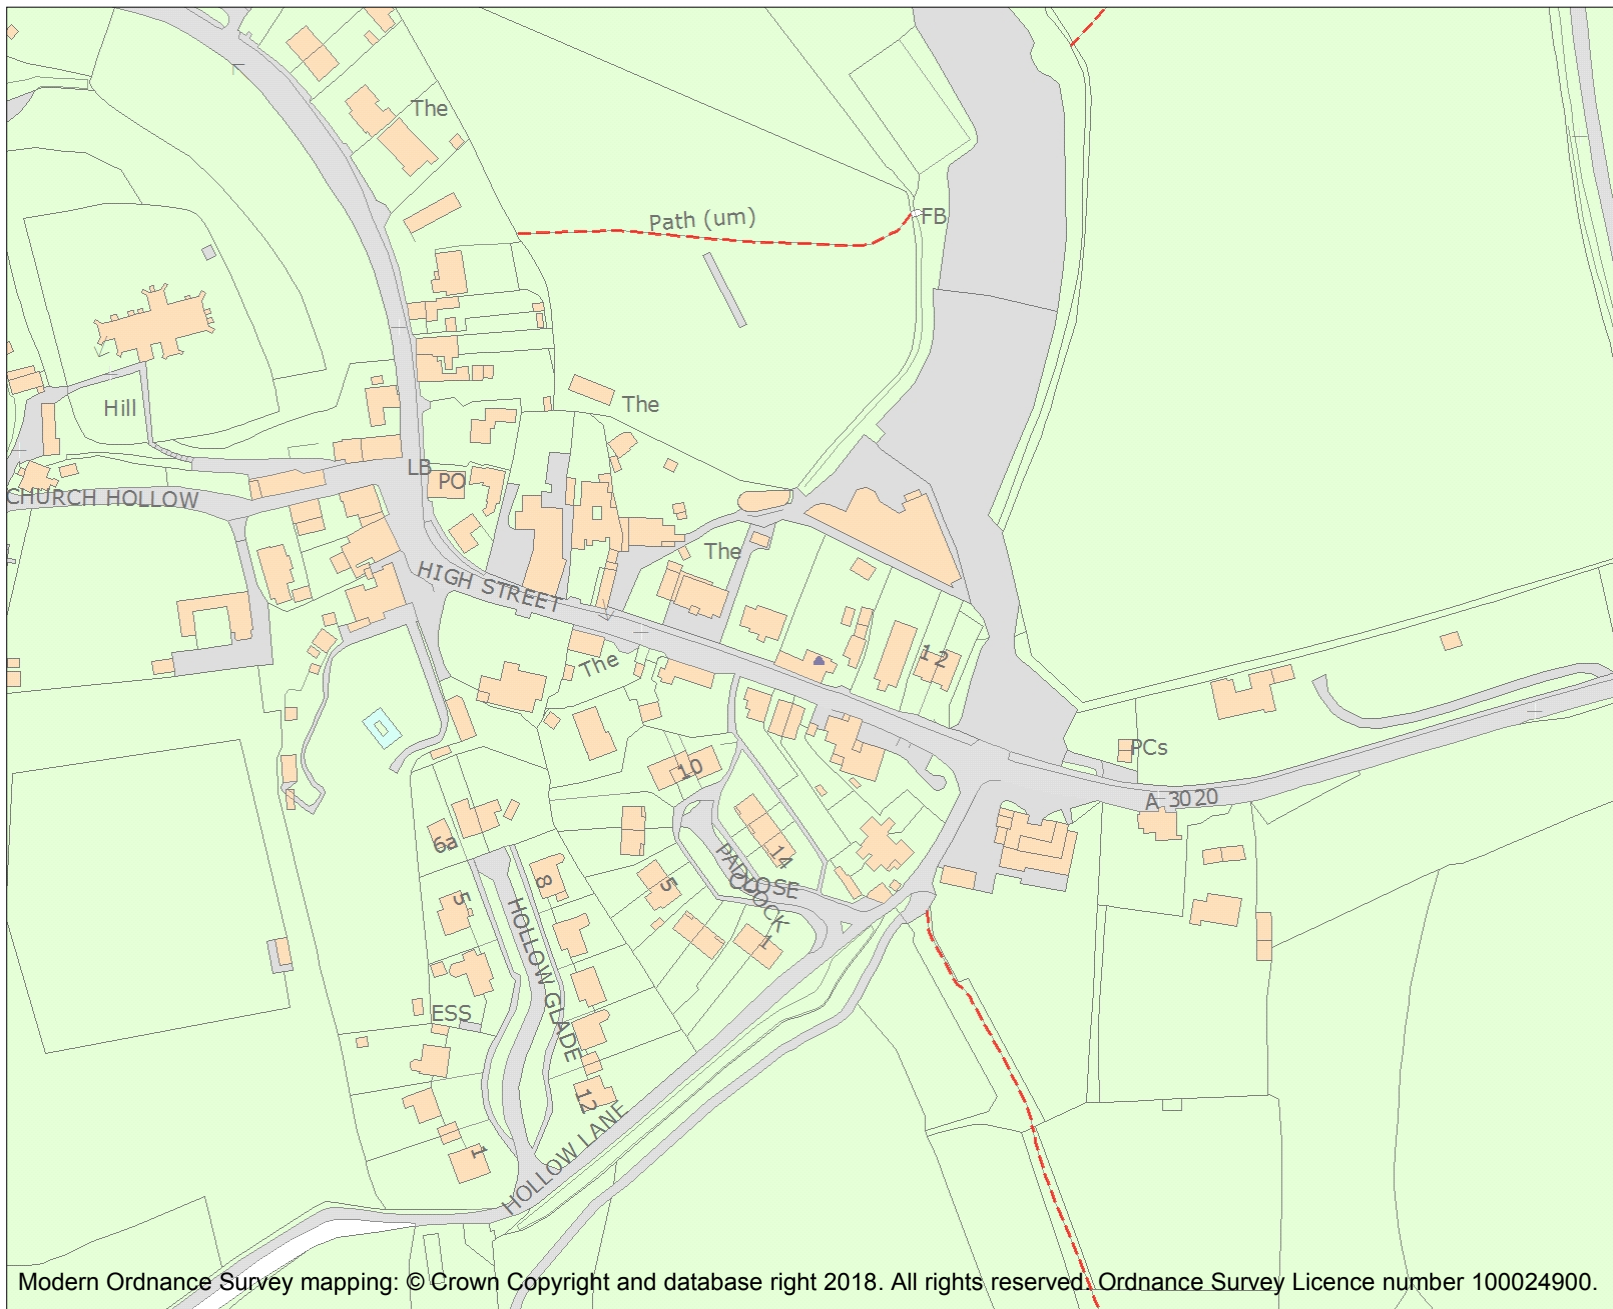 The
Path (um)
FB
Hill
The
LB
PO
CHURCH HOLLOW
The
HIGH STREET
12
The
PCs
10
A 3020
6a
14
PADDOCK
CLOSE
8
5
5
HOLLOW GLADE
1
ESS
12
HOLLOW LANE
1
Modern Ordnance Survey mapping: © Crown Copyright and database right 2018. All rights reserved. Ordnance Survey Licence number 100024900.